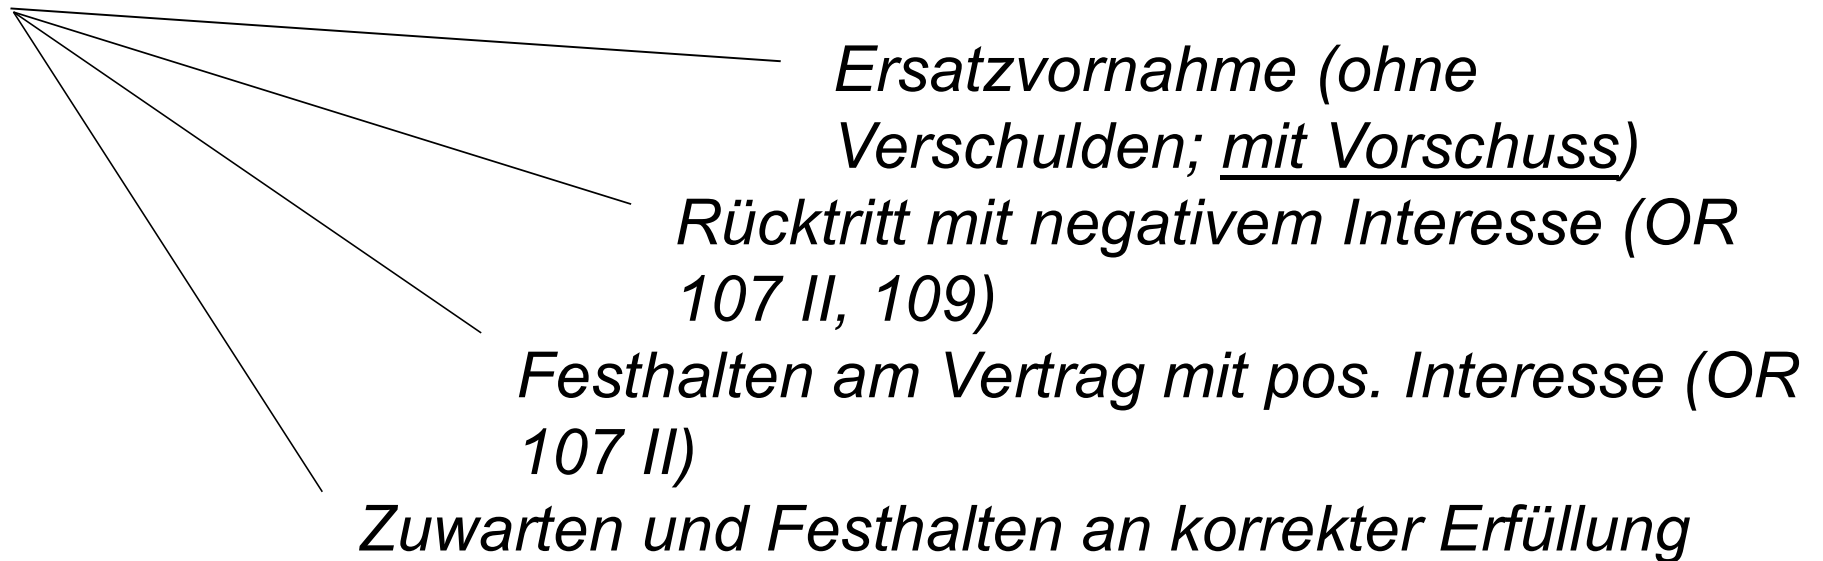 Ersatzvornahme (ohne
Verschulden; mit Vorschuss)
Rücktritt mit negativem Interesse (OR
107 II, 109)
Festhalten am Vertrag mit pos. Interesse (OR
107 II)
Zuwarten und Festhalten an korrekter Erfüllung